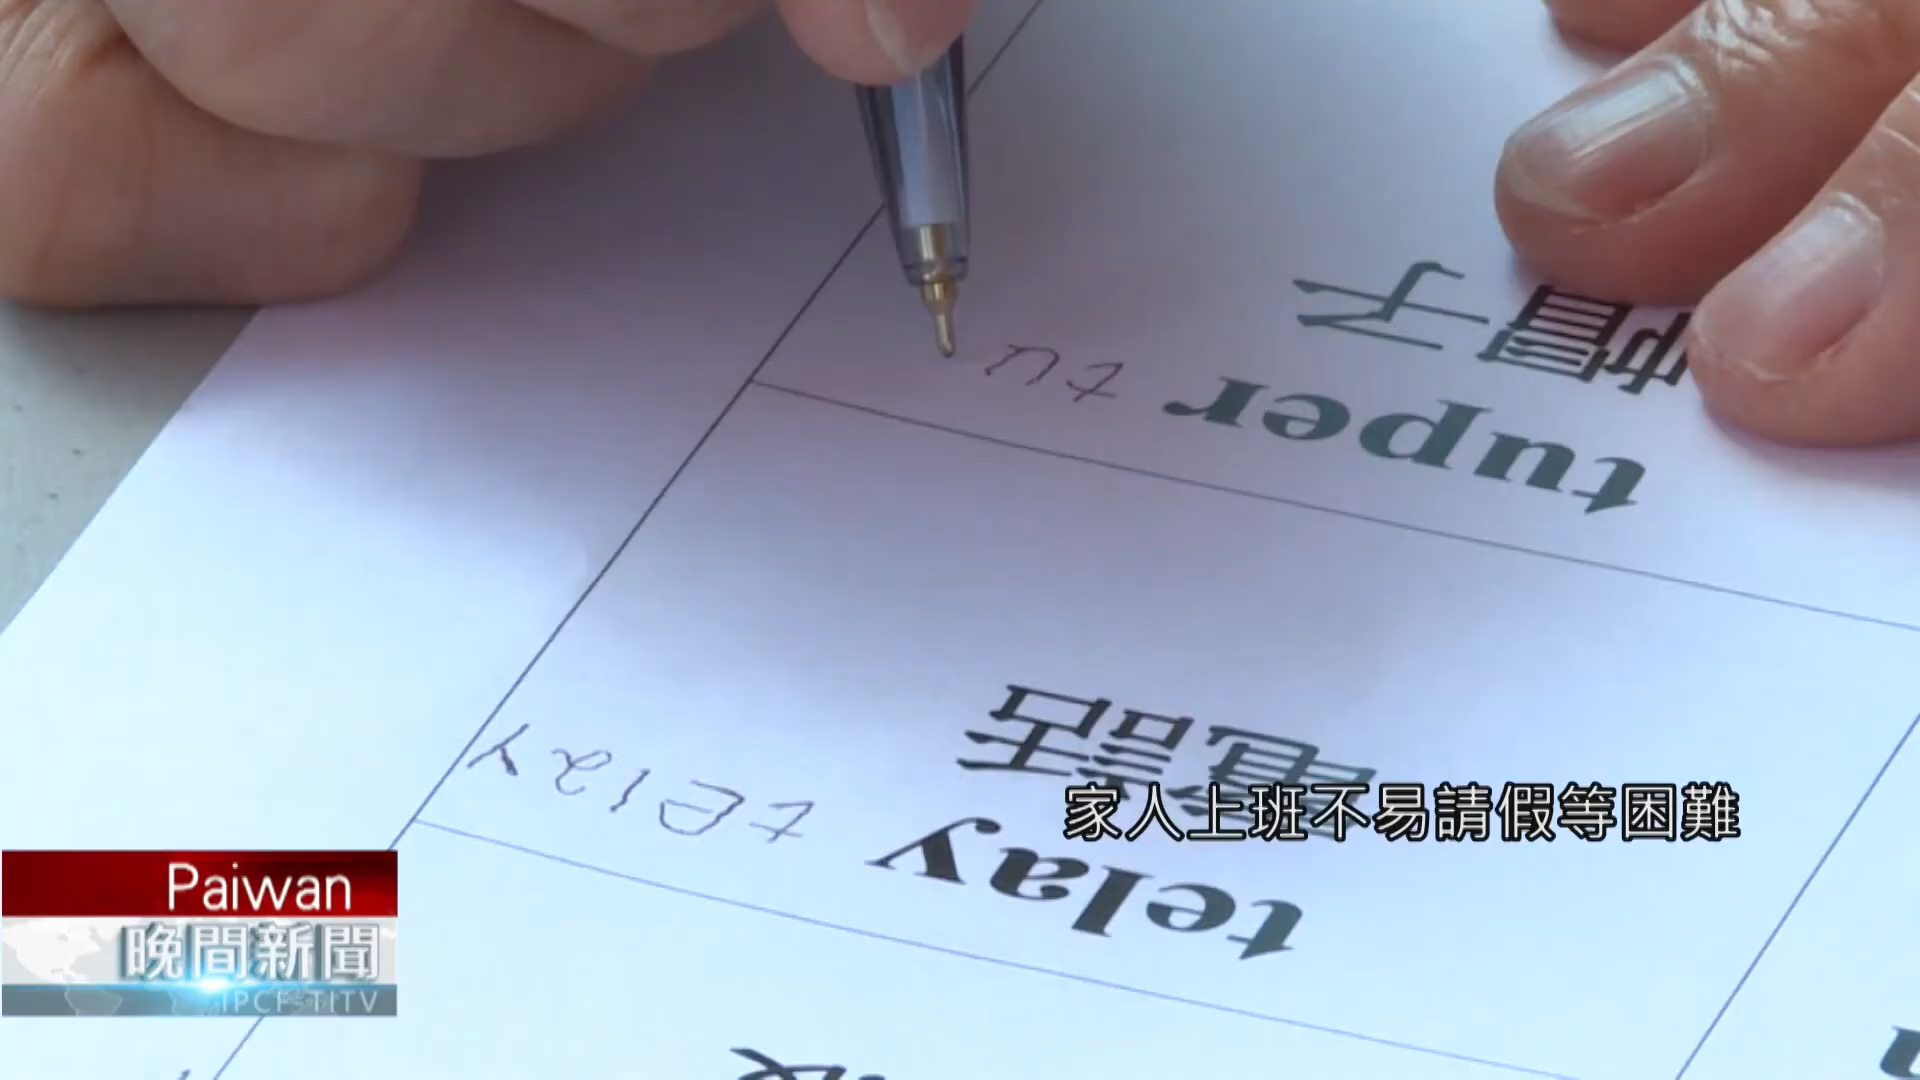 帽子
tuper tu
電話
telay telay
家人上班不易請假等困難
Paiwan
晚間新聞
IPCF-TITV